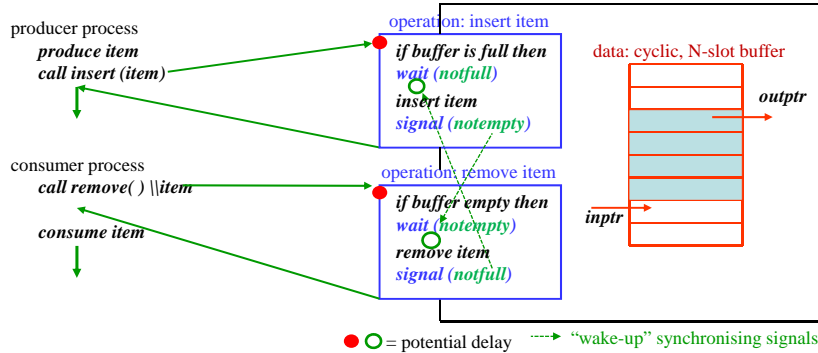 producer process
produce item
call insert (item)
consumer process
call remove( ) \\item
consume item
operation: insert item
if buffer is full then
wait (notfull)
insert item
signal (notempty)
operation: remove item
if buffer empty then
wait (notempty)
remove item
signal (notfull)
data: cyclic, N-slot buffer
outptr
inptr
= potential delay
“wake-up” synchronising signals